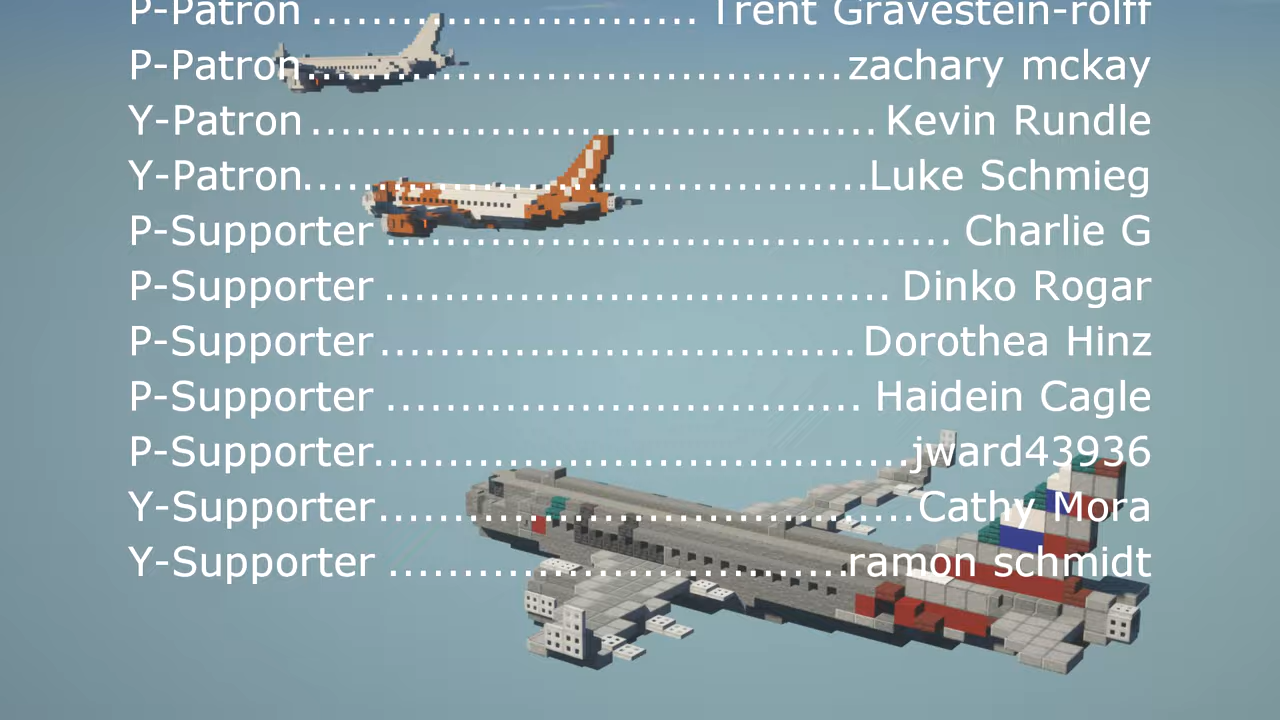 P-Patron ................................ Trent Gravestein-rolff
P-Patron.....................................zachary mckay
Y-Patron ...................................... Kevin Rundle
Y-Patron......................................Luke Schmieg
P-Supporter ...................................... Charlie G
P-Supporter .................................. Dinko Rogar
P-Supporter................................Dorothea Hinz
P-Supporter ................................ Haidein Cagle
P-Supporter....................................jward43936
Y-Supporter....................................Cathy Mora
Y-Supporter ...............................ramon schmidt